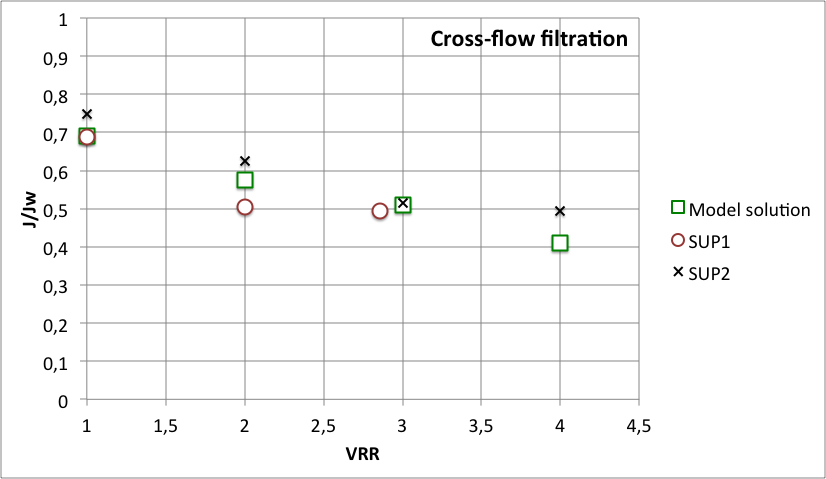 Cross-flow filtration
1
0,9
0,8
0,7
0,6
0,5
0,4
0,3
0,2
0,1
0
J/Jw
1 1,5 2 2,5 3 3,5 4 4,5
VRR
Model solution
SUP1
SUP2